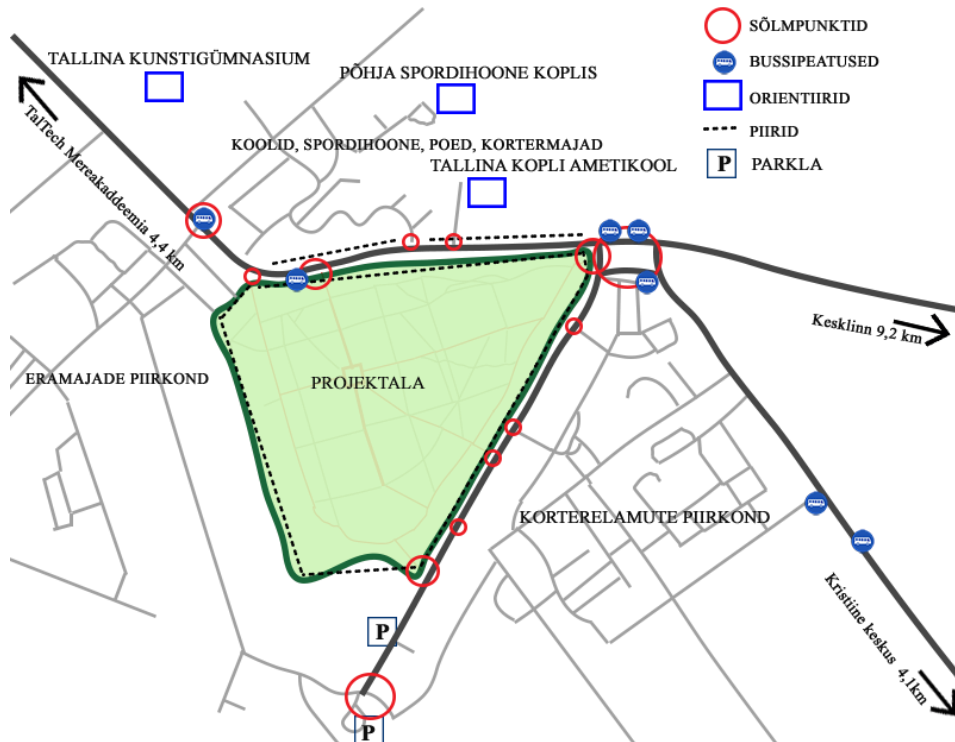 SÕLMPUNKTID
BUSSIPEATUSED
ORIENTIIRID
PIIRID
P PARKLA
TALLINA KUNSTIGÜMNASIUM
PÕHJA SPORDIHOONE KOPLIS
KOOLID, SPORDIHOONE, POED, KORTERMAJAD
TALLINA KOPLI AMETIKOOL
TalTech Mereakaddeemia 4,4 km
Kesklinn 9,2 km
ERAMAJADE PIIRKOND
PROJEKTALA
KORTERELAMUTE PIIRKOND
Kristiine keskus 4,1km
P
P